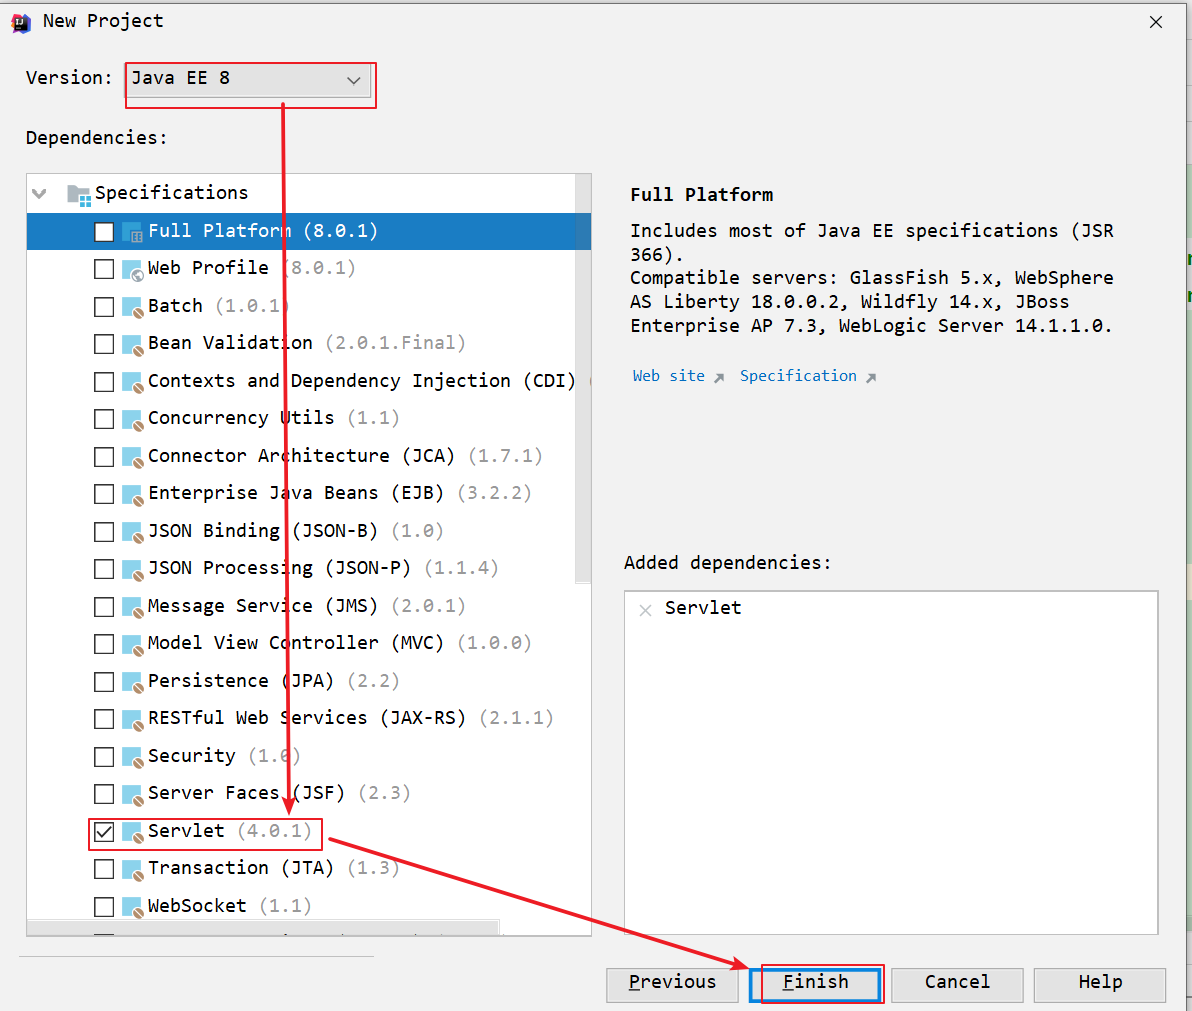 New Project
Version: Java EE 8
Dependencies:
Specifications
Full Platform (8.0.1)
Web Profile (8.0.1)
Batch (1.0.1)
Bean Validation (2.0.1.Final)
Contexts and Dependency Injection (CDI)
Concurrency Utils (1.1)
Connector Architecture (JCA) (1.7.1)
Enterprise Java Beans (EJB) (3.2.2)
JSON Binding (JSON-B) (1.0)
JSON Processing (JSON-P) (1.1.4)
Message Service (JMS) (2.0.1)
Model View Controller (MVC) (1.0.0)
Persistence (JPA) (2.2)
RESTful Web Services (JAX-RS) (2.1.1)
Security (1.0)
Server Faces (JSF) (2.3)
Servlet (4.0.1)
Transaction (JTA) (1.3)
WebSocket (1.1)
Full Platform
Includes most of Java EE specifications (JSR
366).
Compatible servers: GlassFish 5.x, WebSphere
AS Liberty 18.0.0.2, Wildfly 14.x, JBoss
Enterprise AP 7.3, WebLogic Server 14.1.1.0.
Web site Specification
Added dependencies:
Servlet
Previous Finish Cancel Help